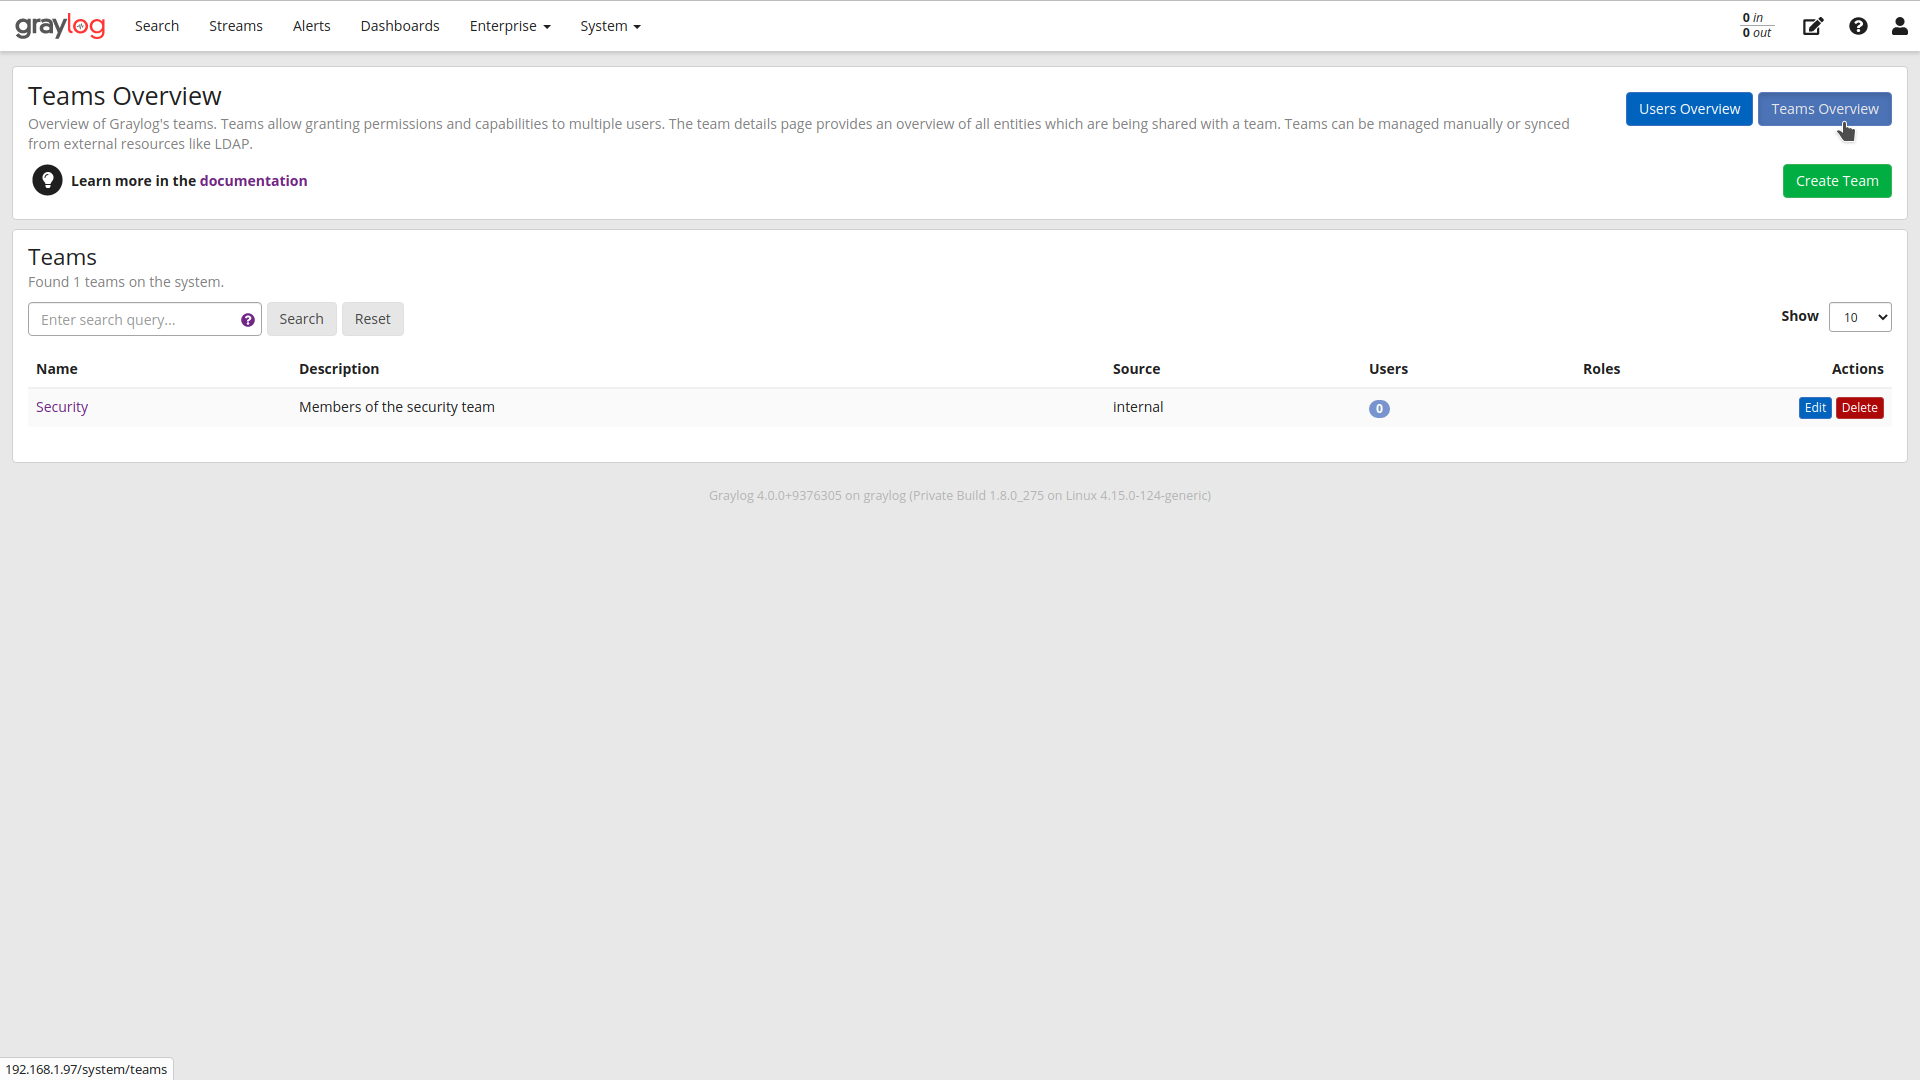 graylog Search Streams Alerts Dashboards Enterprise System 0 in
0 out
Teams Overview
Users Overview Teams Overview
Overview of Graylog's teams. Teams allow granting permissions and capabilities to multiple users. The team details page provides an overview of all entities which are being shared with a team. Teams can be managed manually or synced
from external resources like LDAP.
Learn more in the documentation
Create Team
Teams
Found 1 teams on the system.
Enter search query... ? Search Reset Show 10
Name Description Source Users Roles Actions
Security Members of the security team internal 0 Edit Delete
Graylog 4.0.0+9376305 on graylog (Private Build 1.8.0_275 on Linux 4.15.0-124-generic)
192.168.1.97/system/teams